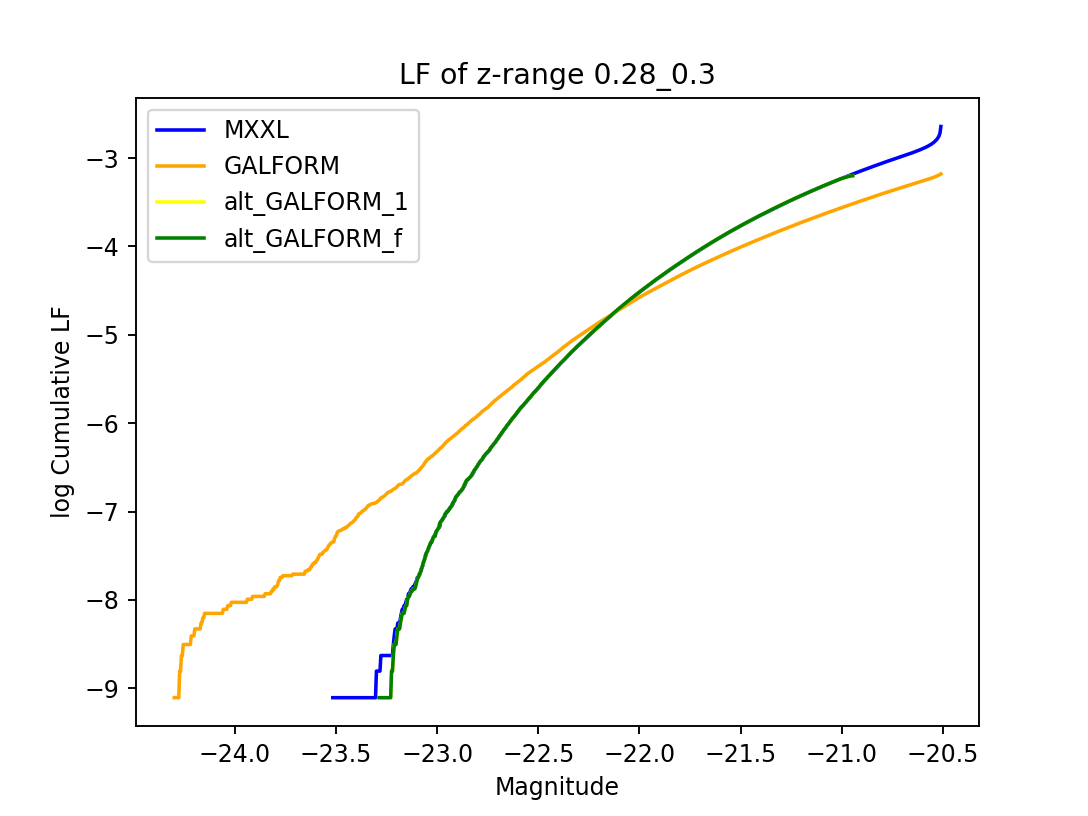 LF of z-range 0.28_0.3
MXXL
GALFORM
alt_GALFORM_1
alt_GALFORM_f
log Cumulative LF
−3
−4
−5
−6
−7
−8
−9
−24.0 −23.5 −23.0 −22.5 −22.0 −21.5 −21.0 −20.5
Magnitude